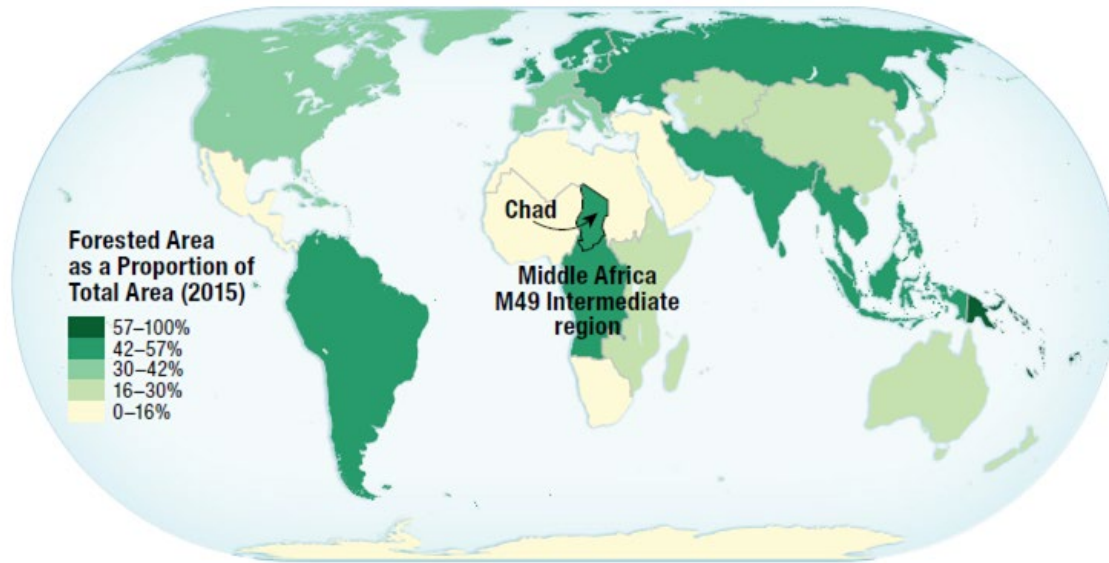 Chad
Middle Africa
M49 Intermediate
region
Forested Area
as a Proportion of
Total Area (2015)
57–100%
42–57%
30–42%
16–30%
0–16%